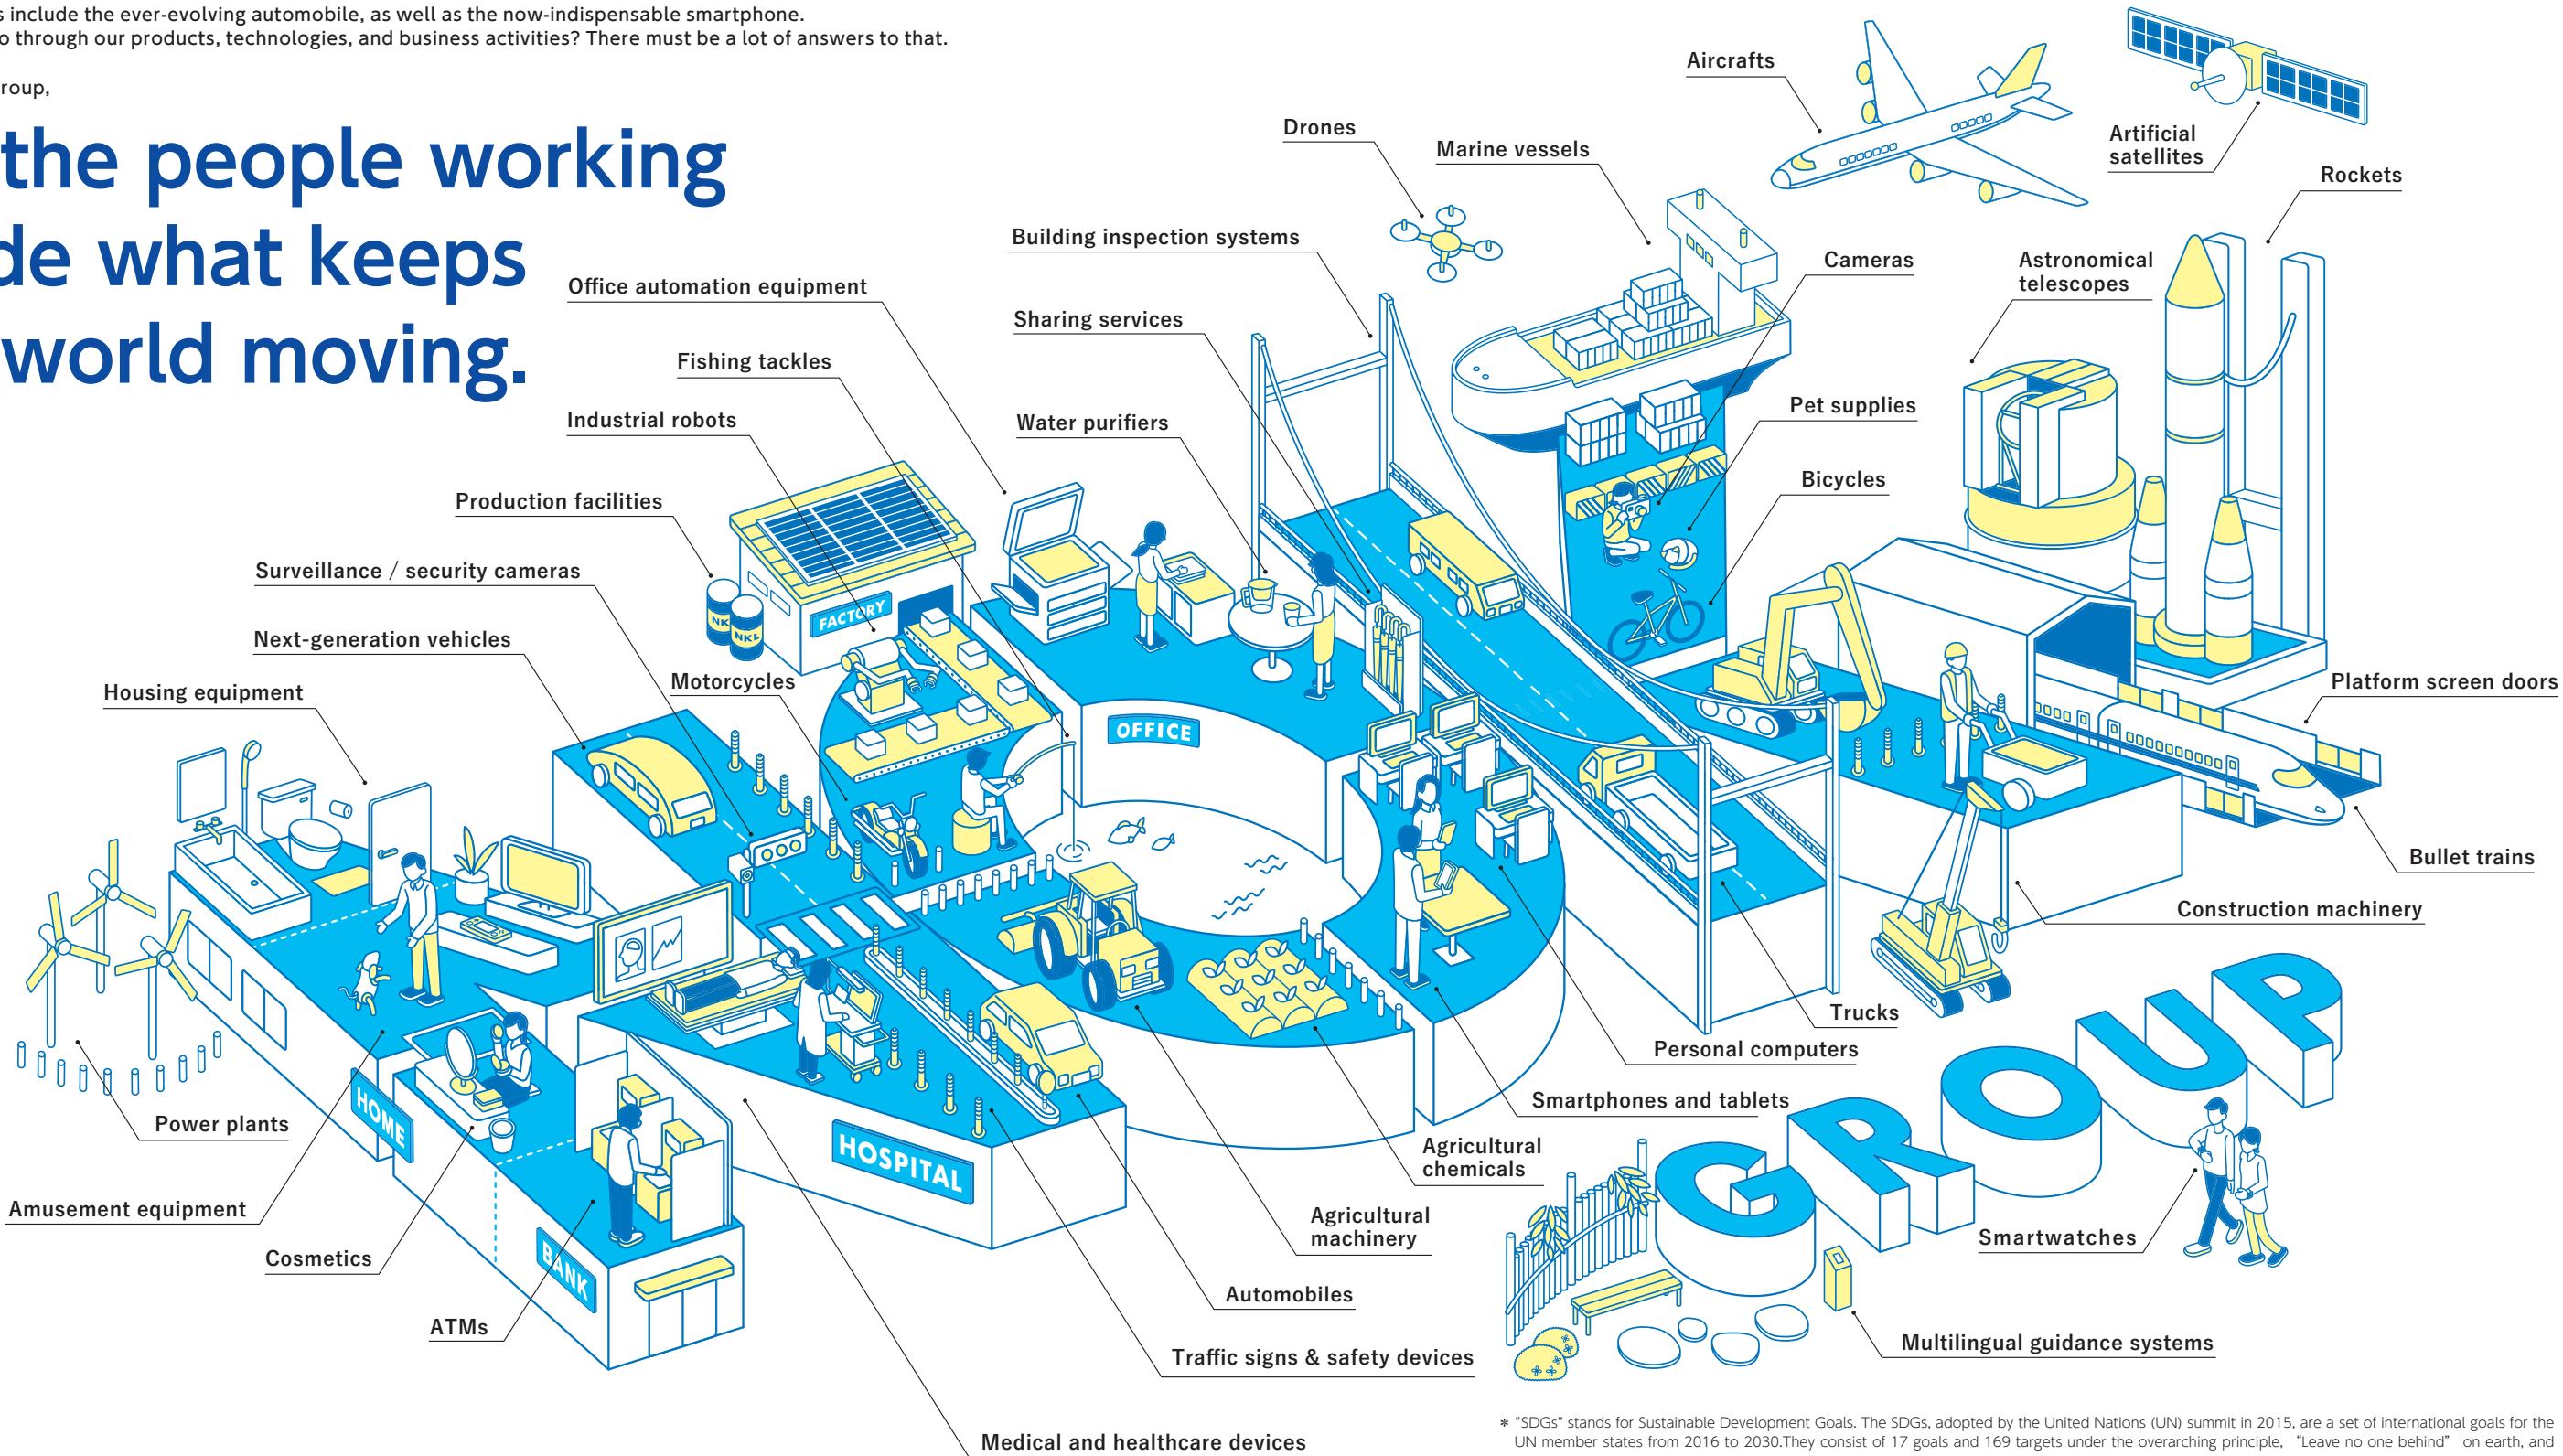 s include the ever-evolving automobile, as well as the now-indispensable smartphone.
o through our products, technologies, and business activities? There must be a lot of answers to that.
roup,
the people working
de what keeps
world moving.
Aircrafts
Artificial
satellites
Drones
Marine vessels
Rockets
Building inspection systems
Cameras
Astronomical
telescopes
Office automation equipment
Sharing services
Fishing tackles
Pet supplies
Industrial robots
Water purifiers
Bicycles
Production facilities
Surveillance / security cameras
NK
NKL
FACTORY
Next-generation vehicles
Motorcycles
Housing equipment
Platform screen doors
OFFICE
Bullet trains
Construction machinery
Trucks
Personal computers
Smartphones and tablets
Power plants
HOME
HOSPITAL
Agricultural
chemicals
Amusement equipment
Agricultural
machinery
GROUP
Smartwatches
Cosmetics
BANK
Automobiles
ATMs
Multilingual guidance systems
Traffic signs & safety devices
Medical and healthcare devices
* "SDGs" stands for Sustainable Development Goals. The SDGs, adopted by the United Nations (UN) summit in 2015, are a set of international goals for the
UN member states from 2016 to 2030.They consist of 17 goals and 169 targets under the overarching principle, "Leave no one behind" on earth, and